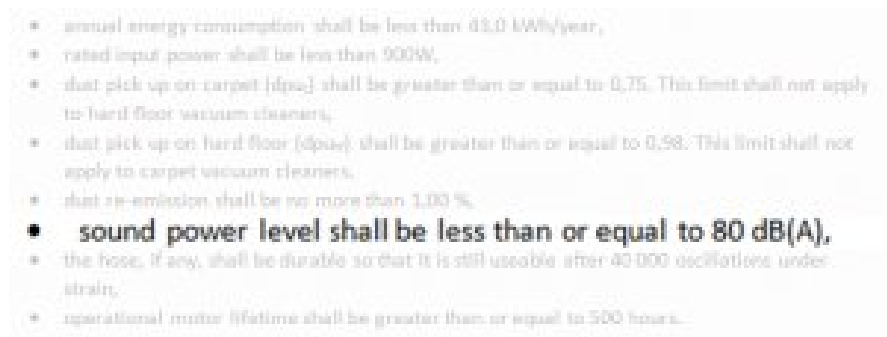 • annual energy consumption shall be less than 43,0 kWh/year,
• rated input power shall be less than 900W,
• dust pick up on carpet (dpuc) shall be greater than or equal to 0,75. This limit shall not apply
to hard floor vacuum cleaners,
• dust pick up on hard floor (dpuhf) shall be greater than or equal to 0,98. This limit shall not
apply to carpet vacuum cleaners,
• dust re-emission shall be no more than 1,00 %,
• sound power level shall be less than or equal to 80 dB(A),
• the hose, if any, shall be durable so that it is still useable after 40 000 oscillations under
strain,
• operational motor lifetime shall be greater than or equal to 500 hours.